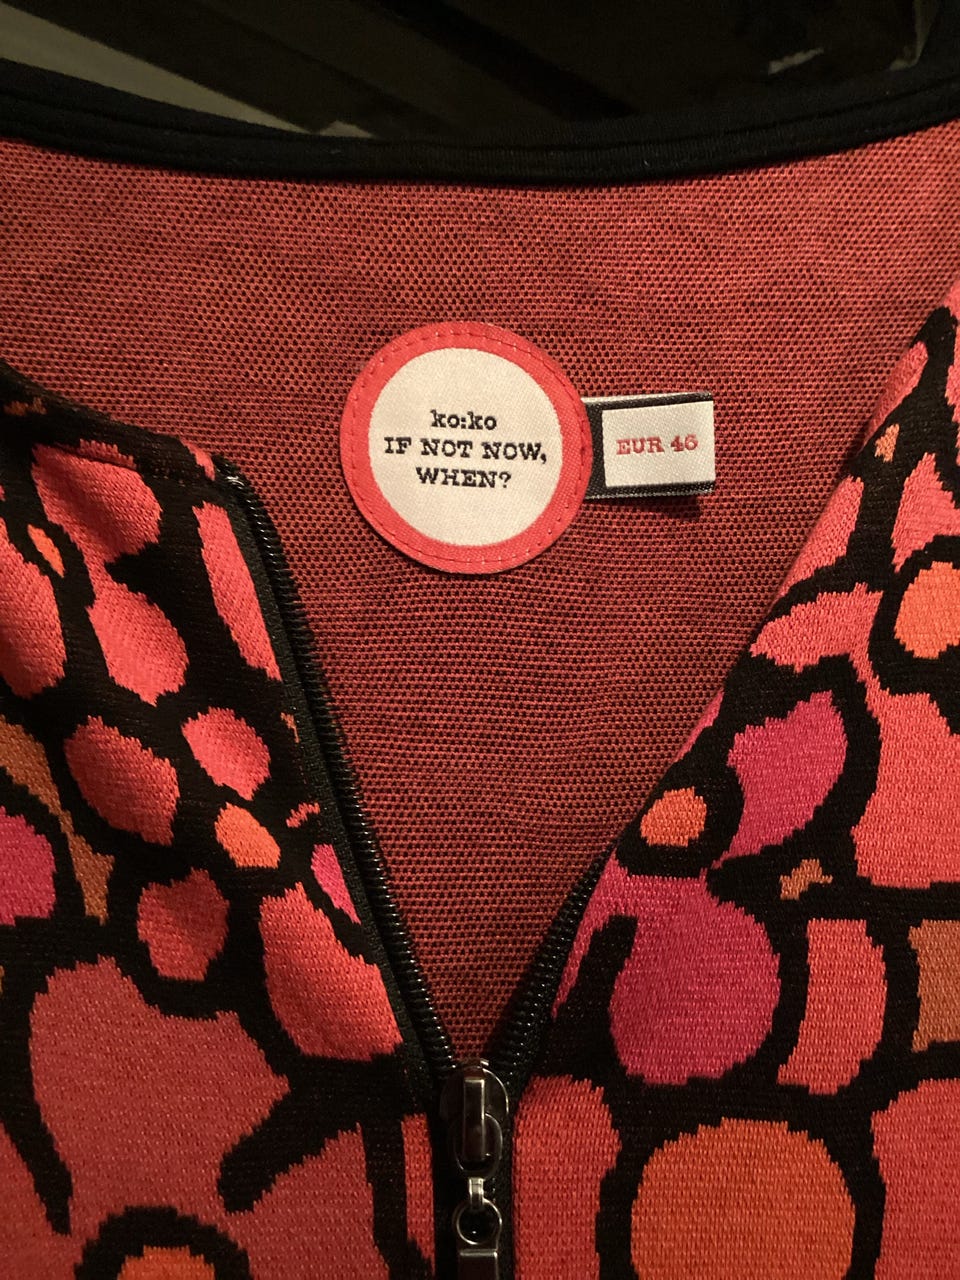 ko:ko
IF NOT NOW,
WHEN?
EUR 46